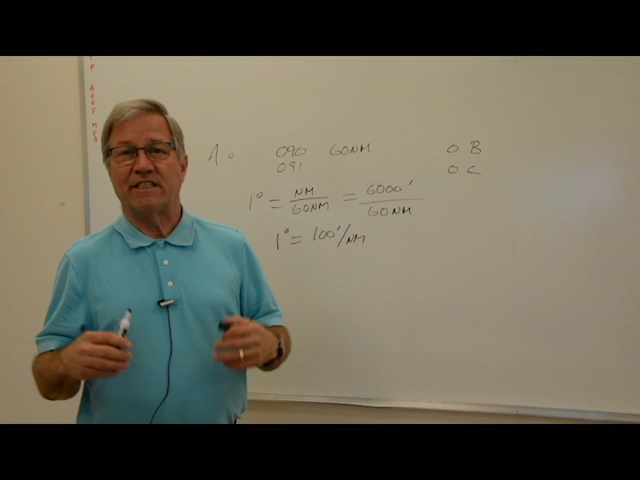 A o 090 60NM o B
091 o C
1° = NM/60NM = 6000'/60NM
1° = 100'/NM